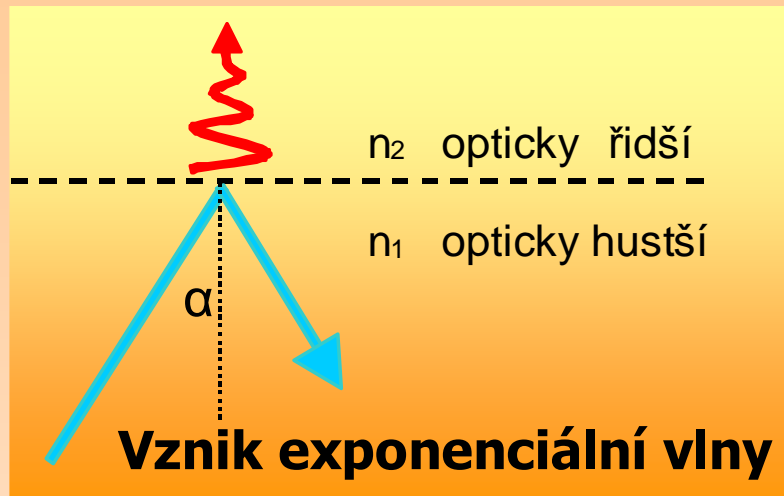 n₂ opticky řidší
n₁ opticky hustší
α
Vznik exponenciální vlny